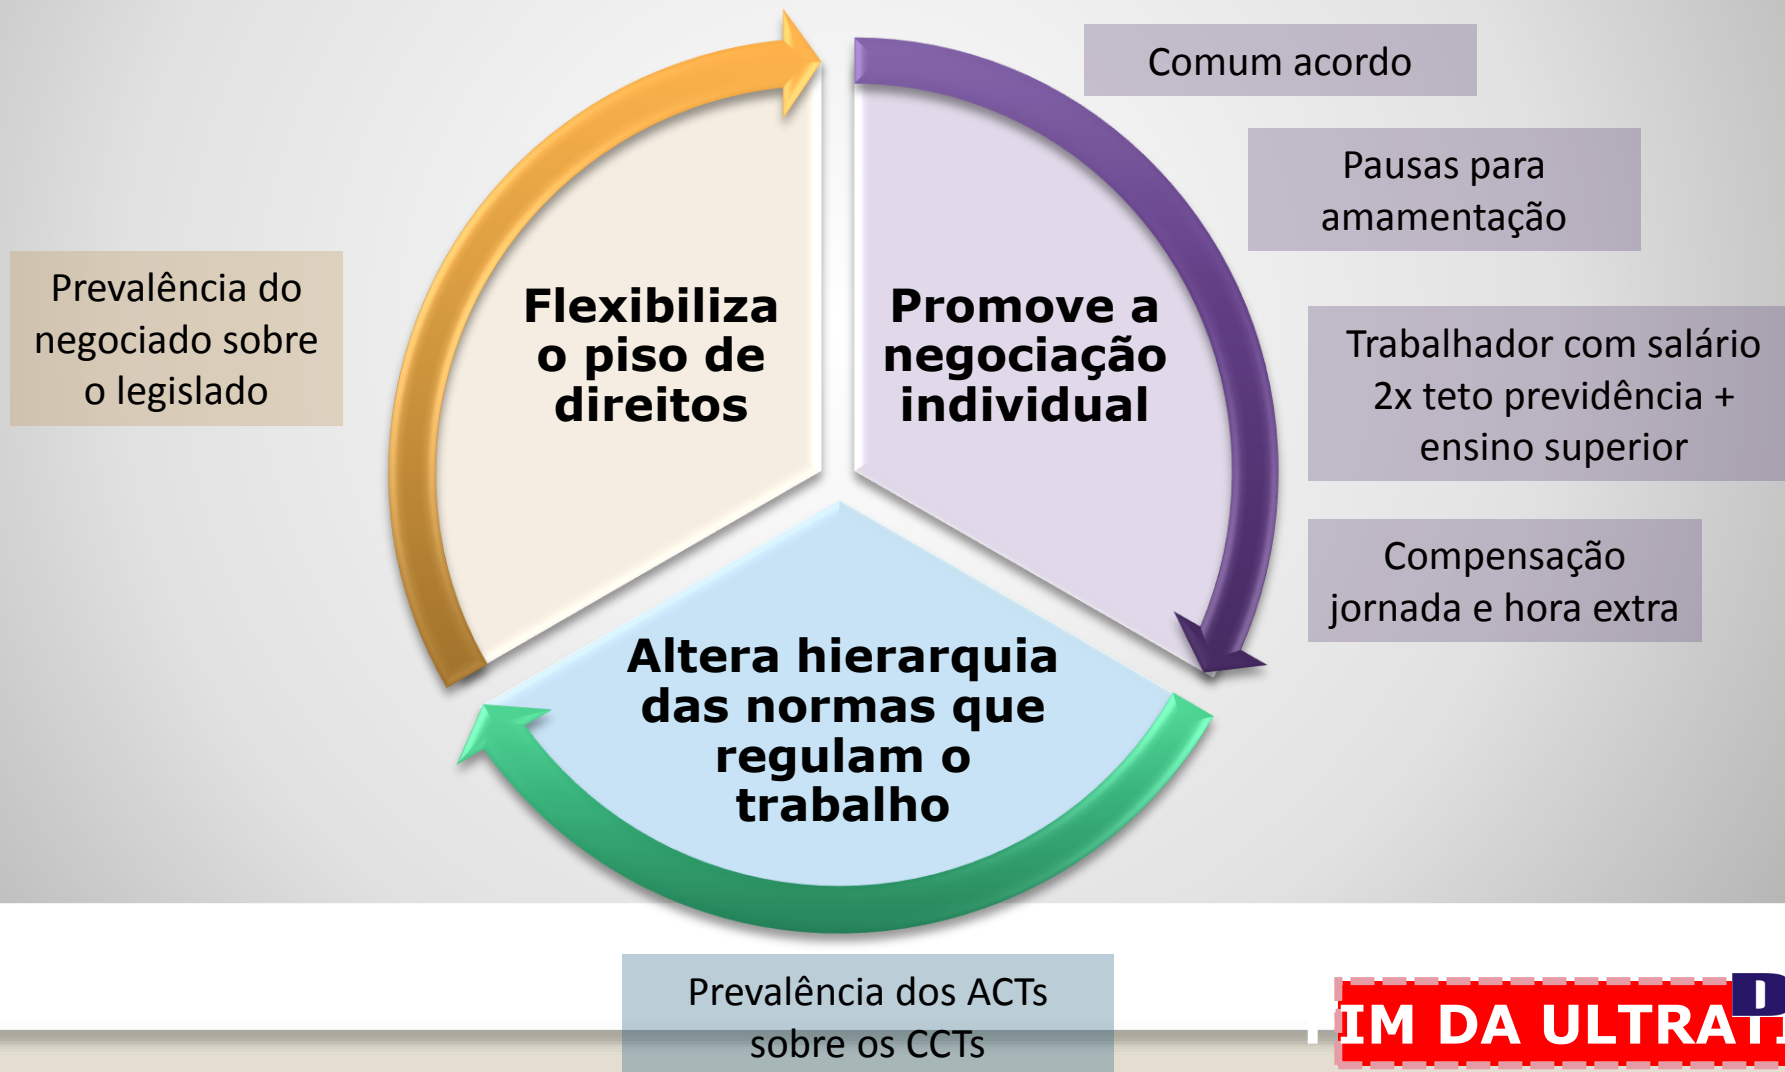 Comum acordo
Pausas para
amamentação
Prevalência do
negociado sobre
o legislado
Flexibiliza
o piso de
direitos
Promove a
negociação
individual
Trabalhador com salário
2x teto previdência +
ensino superior
Compensação
jornada e hora extra
Altera hierarquia
das normas que
regulam o
trabalho
Prevalência dos ACTs
sobre os CCTs
DA